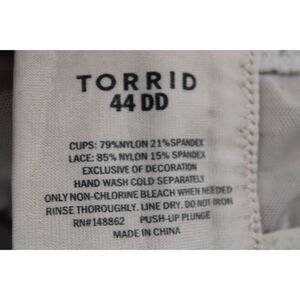 TORRID
44 DD
CUPS: 79%NYLON 21%SPANDEX
LACE: 85%NYLON 15% SPANDEX
EXCLUSIVE OF DECORATION
HAND WASH COLD SEPARATELY
ONLY NON-CHLORINE BLEACH WHEN NEEDED
RINSE THOROUGHLY. LINE DRY. DO NOT IRON
RN#148862 PUSH-UP PLUNGE
MADE IN CHINA